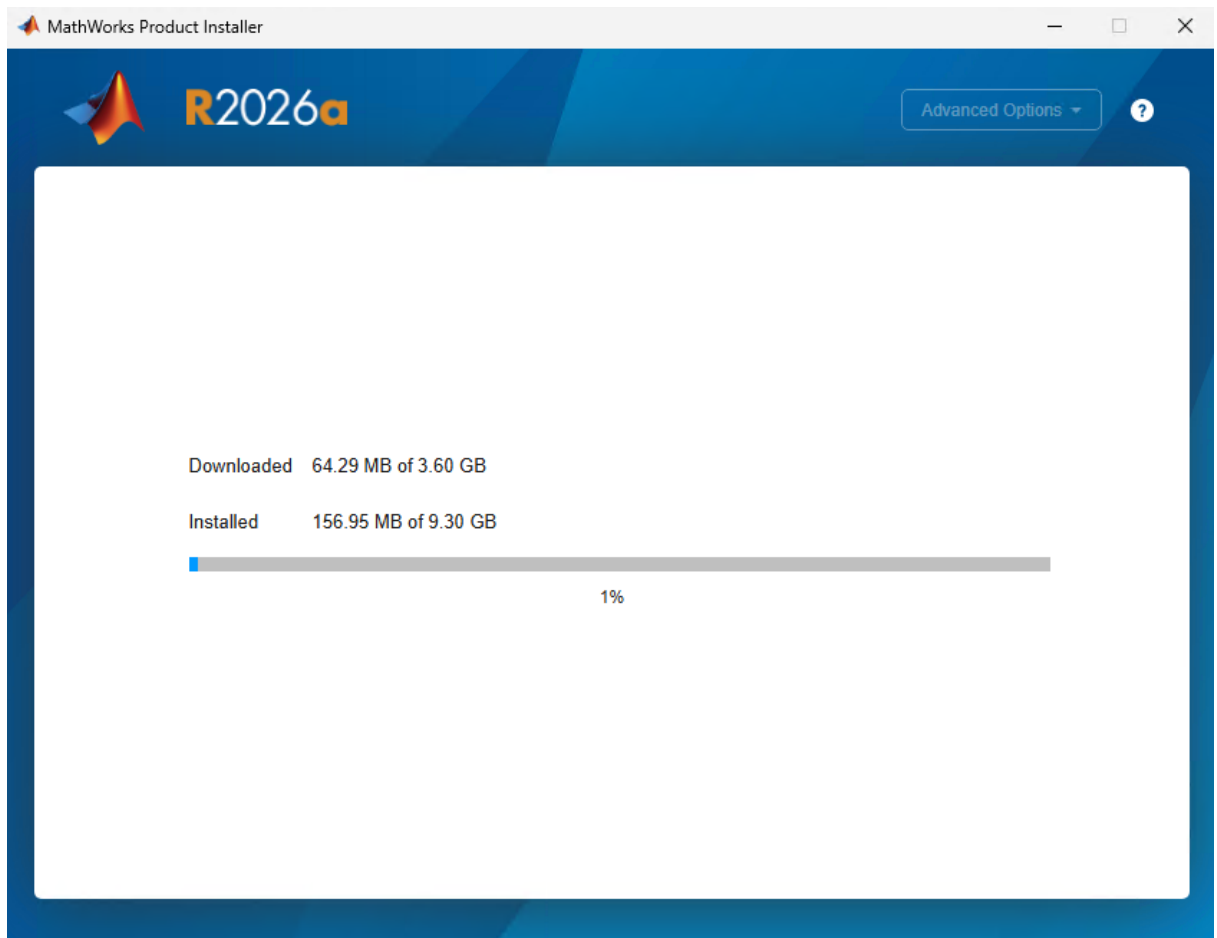 MathWorks Product Installer
R2026a
Advanced Options
?
Downloaded 64.29 MB of 3.60 GB
Installed 156.95 MB of 9.30 GB
1%